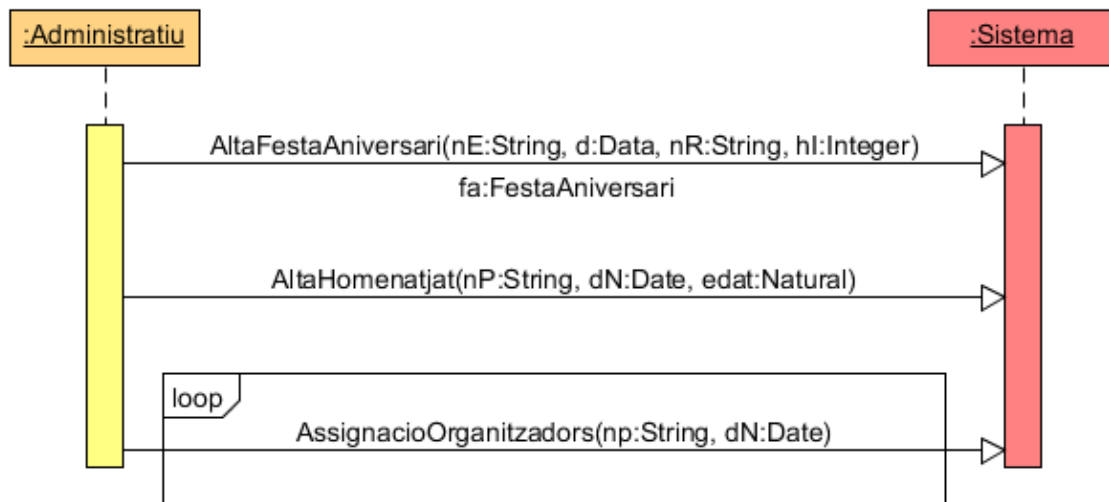 :Administratiu
:Sistema
AltaFestaAniversari(nE:String, d:Data, nR:String, hI:Integer)
fa:FestaAniversari
AltaHomenatjat(nP:String, dN:Date, edat:Natural)
loop
AssignacioOrganitzadors(np:String, dN:Date)